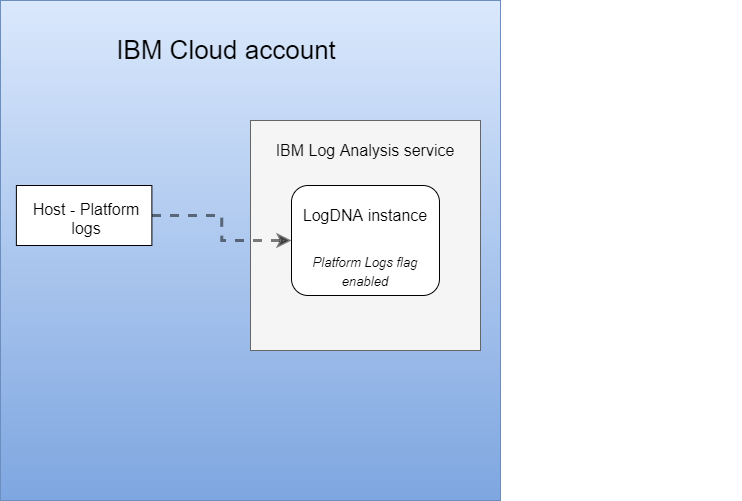 IBM Cloud account
IBM Log Analysis service
Host - Platform
logs
LogDNA instance
Platform Logs flag
enabled